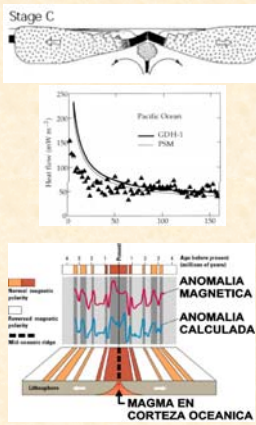 Stage C
Pacific Ocean
GDH-1
PSM
Heat flow (mW m⁻²)
250
200
150
100
50
0
0 50 100 150
Present
Age before present
(millions of years)
Normal magnetic
polarity
Reversed magnetic
polarity
Mid-oceanic ridge
ANOMALIA
MAGNETICA
ANOMALIA
CALCULADA
Lithosphere
MAGMA EN
CORTEZA OCEANICA